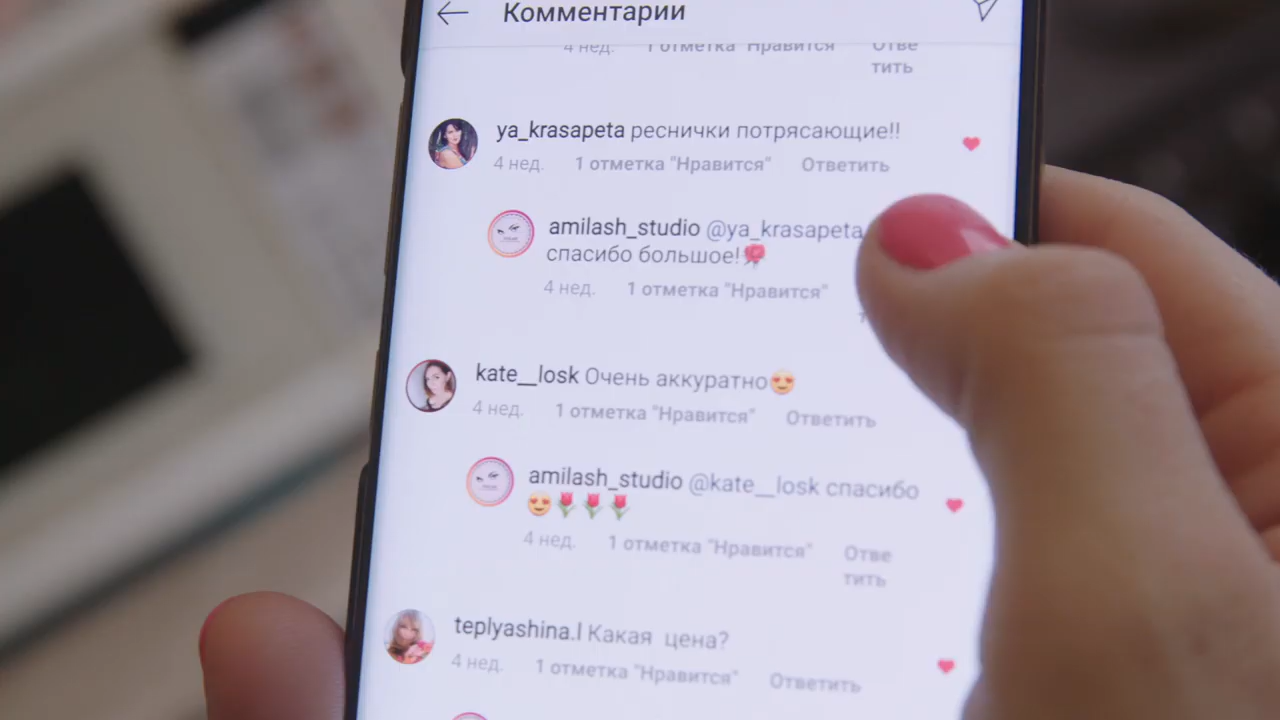 Комментарии
4 нед. 1 отметка "Нравится" Отве
тить
ya_krasapeta реснички потрясающие!!
4 нед. 1 отметка "Нравится" Ответить
amilash_studio @ya_krasapeta
спасибо большое!🌹
4 нед. 1 отметка "Нравится"
kate__losk Очень аккуратно😍
4 нед. 1 отметка "Нравится" Ответить
amilash_studio @kate__losk спасибо
😍🌷🌷🌷
4 нед. 1 отметка "Нравится" Отве
тить
teplyashina.l Какая цена?
4 нед. 1 отметка "Нравится" Ответить